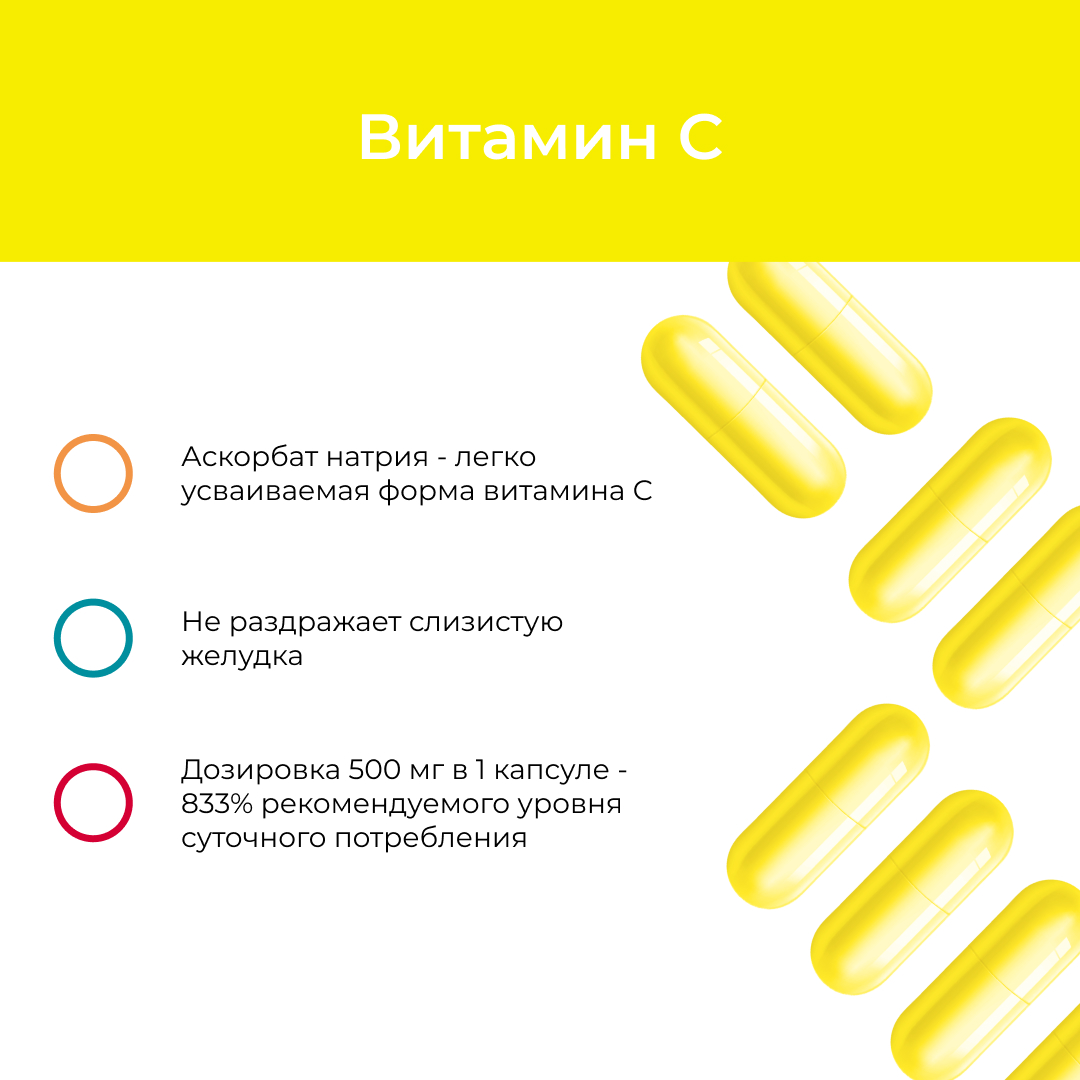 Витамин С
Аскорбат натрия - легко
усваиваемая форма витамина С
Не раздражает слизистую
желудка
Дозировка 500 мг в 1 капсуле -
833% рекомендуемого уровня
суточного потребления